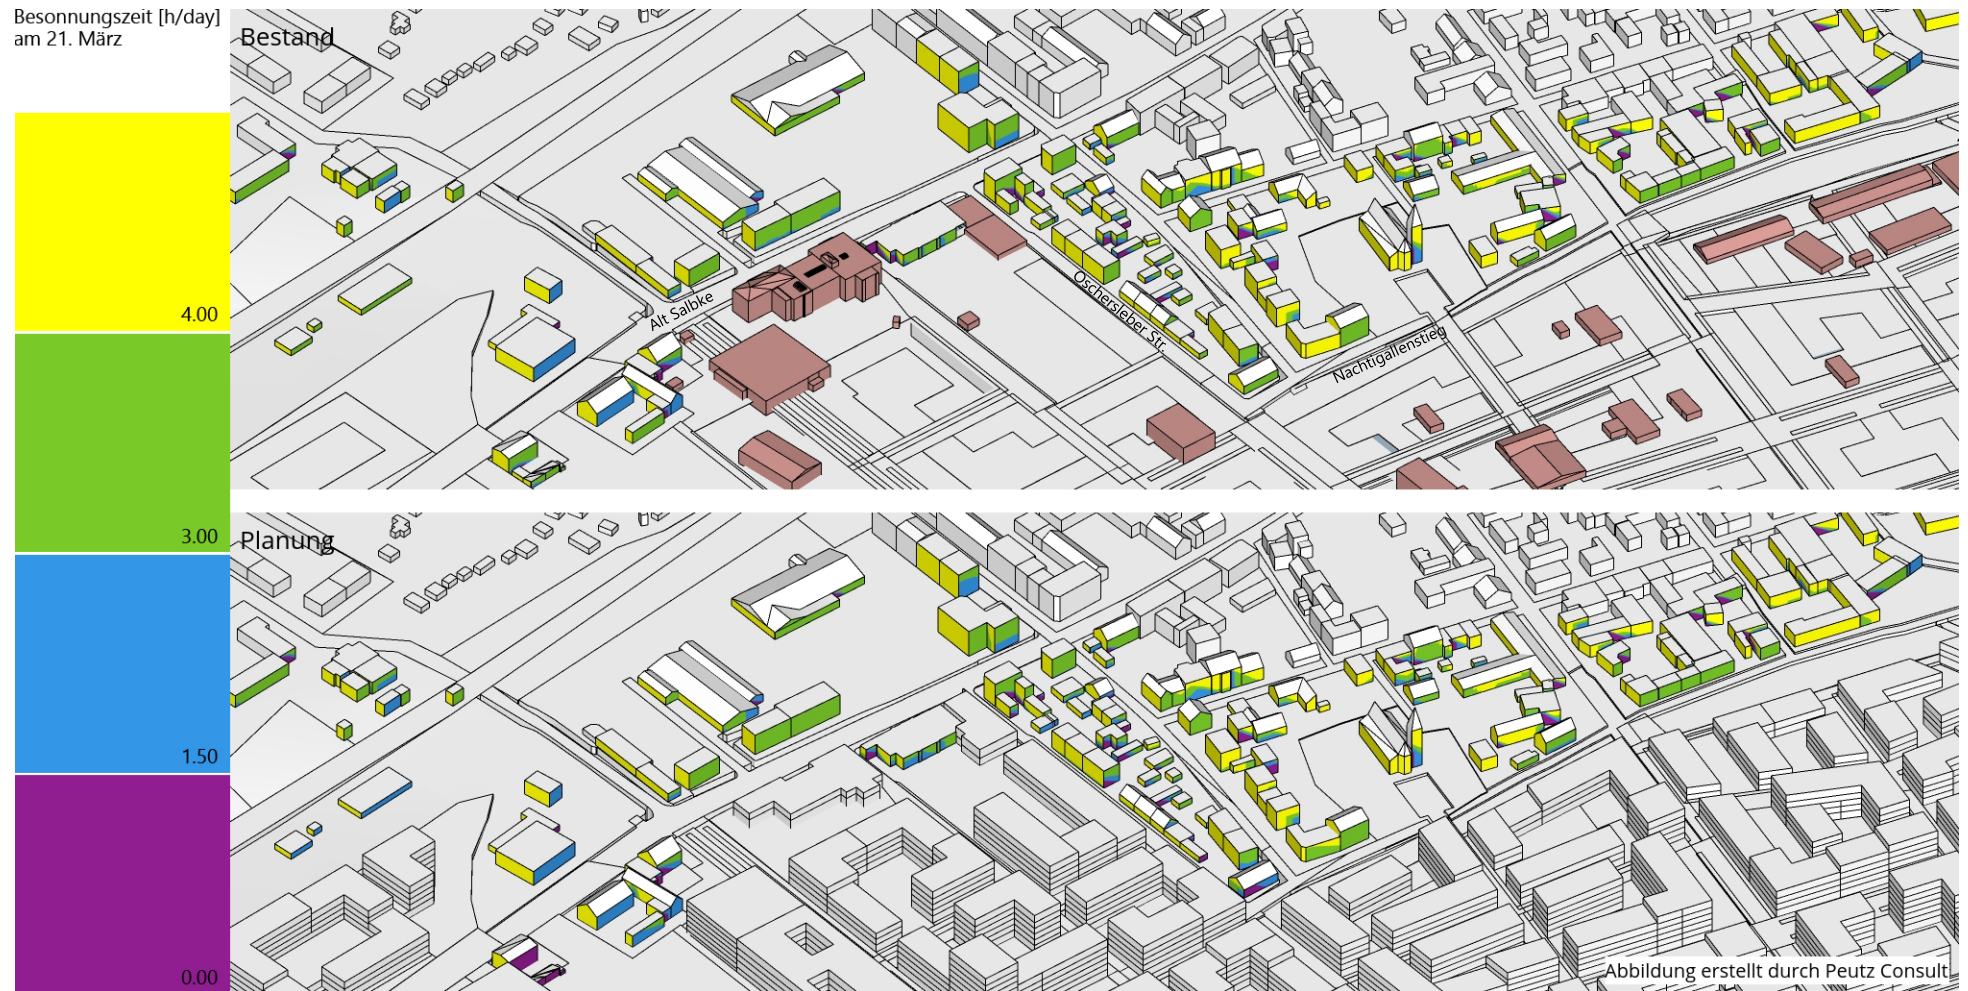 Besonnungszeit [h/day]
am 21. März
Bestand
4.00
3.00
1.50
0.00
Alt Salbke
Oschersleber Str.
Nachtigallenstieg
Planung
Abbildung erstellt durch Peutz Consult